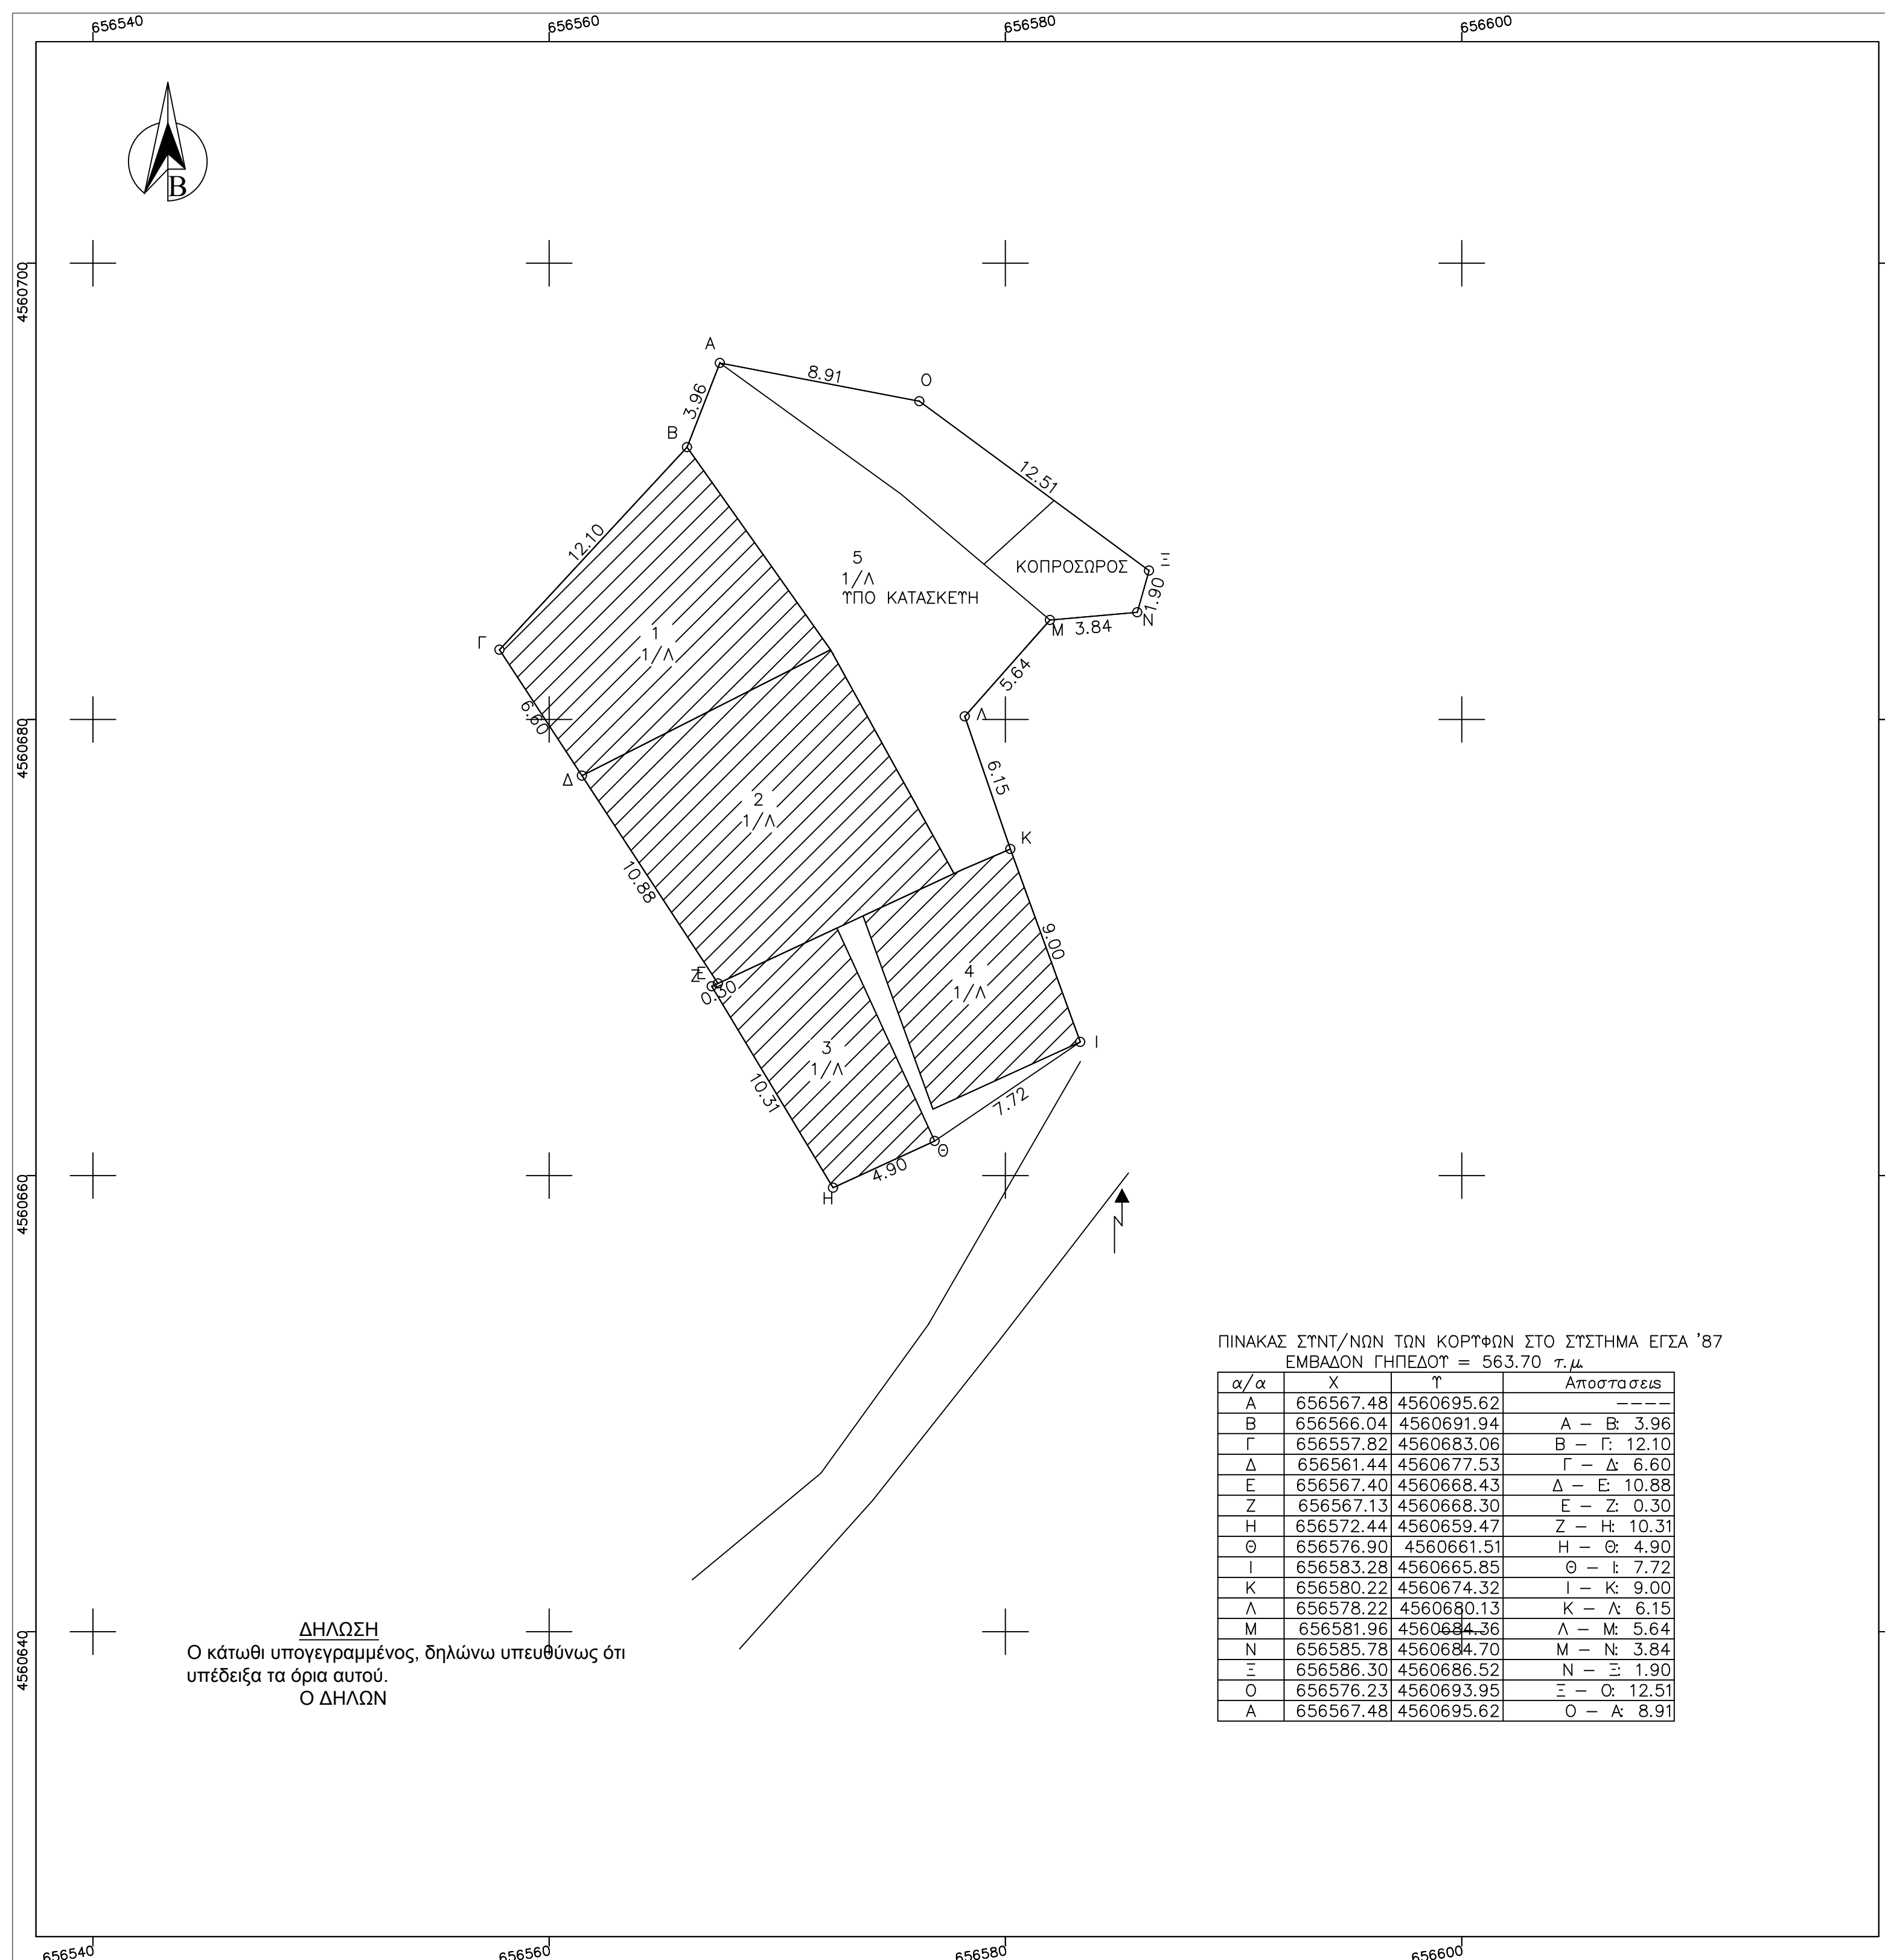 656540
656560
656580
656600
B
4560700
4560680
4560660
4560640
Α
8.91
Ο
3.96
Β
12.51
12.10
5
1/Λ
ΥΠΟ ΚΑΤΑΣΚΕΥΗ
ΚΟΠΡΟΣΩΡΟΣ
Ξ
1.90
Ν
Μ 3.84
Γ
1
1/Λ
5.64
6.60
Λ
Δ
6.15
2
1/Λ
Κ
10.88
9.00
Ζ
Ε
0.30
4
1/Λ
Ι
3
1/Λ
10.31
7.72
Θ
4.90
Η
N
ΠΙΝΑΚΑΣ ΣΥΝΤ/ΝΩΝ ΤΩΝ ΚΟΡΥΦΩΝ ΣΤΟ ΣΥΣΤΗΜΑ ΕΓΣΑ '87
ΕΜΒΑΔΟΝ ΓΗΠΕΔΟΥ = 563.70 τ.μ.
α/α Χ Υ Αποστασεις
Α 656567.48 4560695.62 ----
Β 656566.04 4560691.94 Α - Β: 3.96
Γ 656557.82 4560683.06 Β - Γ: 12.10
Δ 656561.44 4560677.53 Γ - Δ: 6.60
Ε 656567.40 4560668.43 Δ - Ε: 10.88
Ζ 656567.13 4560668.30 Ε - Ζ: 0.30
Η 656572.44 4560659.47 Ζ - Η: 10.31
Θ 656576.90 4560661.51 Η - Θ: 4.90
Ι 656583.28 4560665.85 Θ - Ι: 7.72
Κ 656580.22 4560674.32 Ι - Κ: 9.00
Λ 656578.22 4560680.13 Κ - Λ: 6.15
Μ 656581.96 4560684.36 Λ - Μ: 5.64
Ν 656585.78 4560684.70 Μ - Ν: 3.84
Ξ 656586.30 4560686.52 Ν - Ξ: 1.90
Ο 656576.23 4560693.95 Ξ - Ο: 12.51
Α 656567.48 4560695.62 Ο - Α: 8.91
ΔΗΛΩΣΗ
Ο κάτωθι υπογεγραμμένος, δηλώνω υπευθύνως ότι
υπέδειξα τα όρια αυτού.
Ο ΔΗΛΩΝ
656540
656560
656580
656600